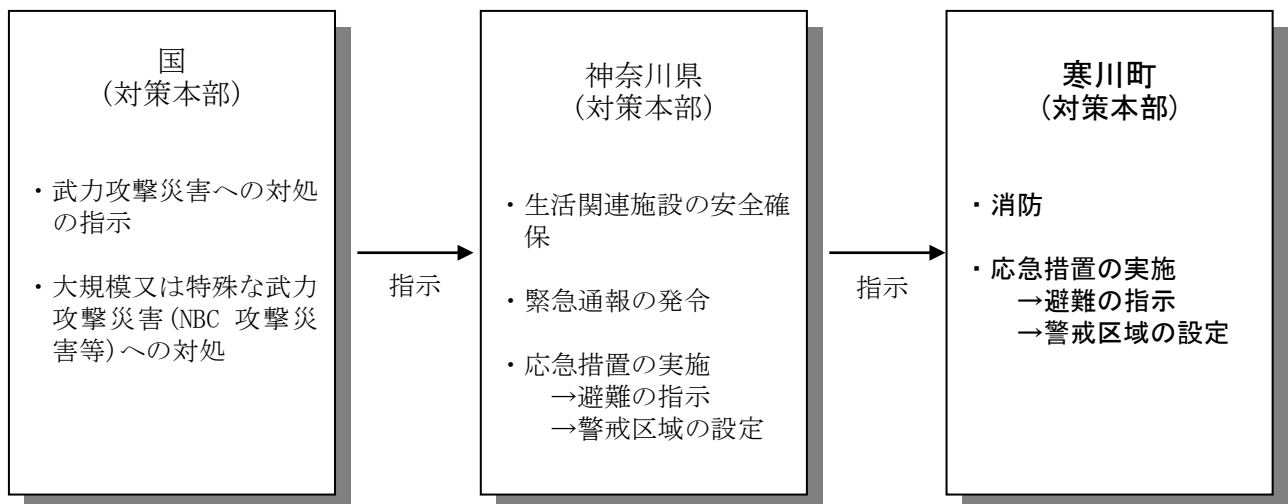 国
(対策本部)
・武力攻撃災害への対処
の指示
・大規模又は特殊な武力
攻撃災害(NBC 攻撃災
害等)への対処
指示
神奈川県
(対策本部)
・生活関連施設の安全確
保
・緊急通報の発令
・応急措置の実施
→避難の指示
→警戒区域の設定
指示
寒川町
(対策本部)
・消防
・応急措置の実施
→避難の指示
→警戒区域の設定